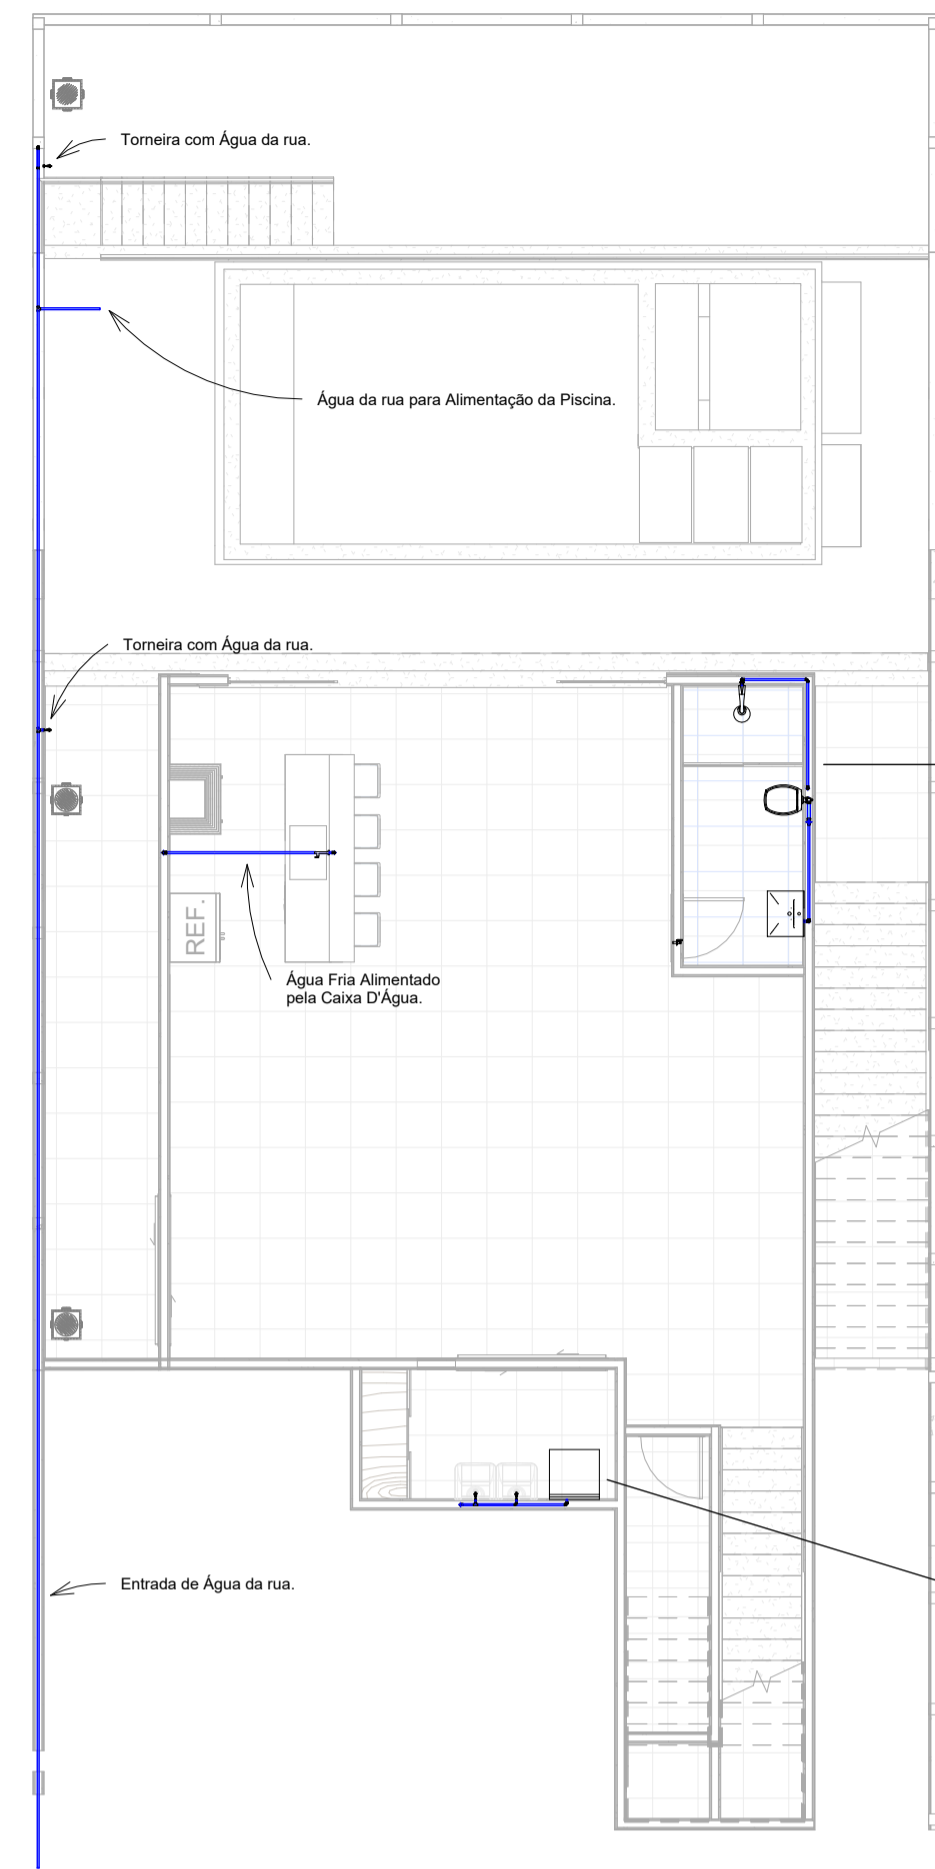 Torneira com Água da rua.
Água da rua para Alimentação da Piscina.
Torneira com Água da rua.
REF.
Água Fria Alimentado
pela Caixa D'Água.
Entrada de Água da rua.